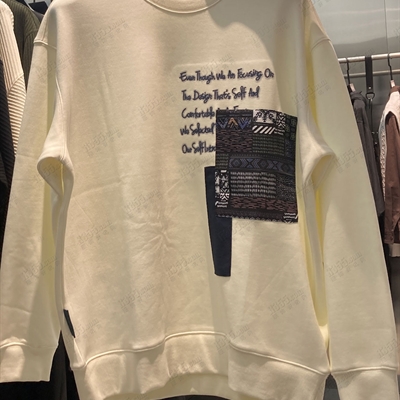 Even Though We Are Focusing On
The Design That's Soft And
Comfortable
We Selected
Our Soft